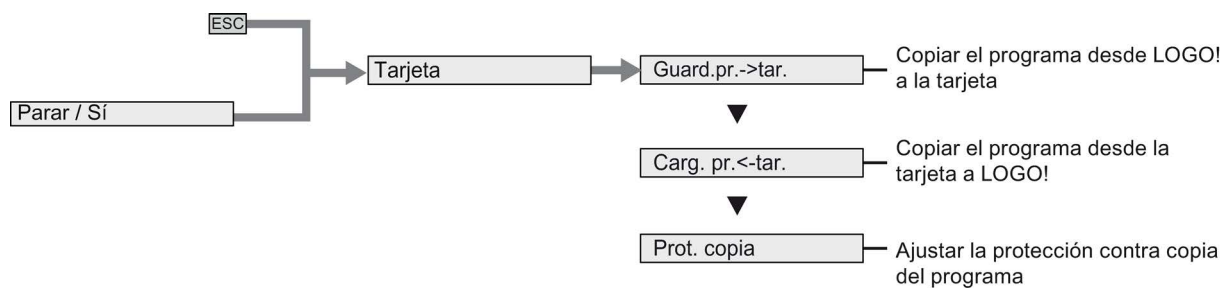 ESC
Parar / Sí
Tarjeta
Guard.pr.->tar.
Copiar el programa desde LOGO!
a la tarjeta
Carg. pr.<-tar.
Copiar el programa desde la
tarjeta a LOGO!
Prot. copia
Ajustar la protección contra copia
del programa